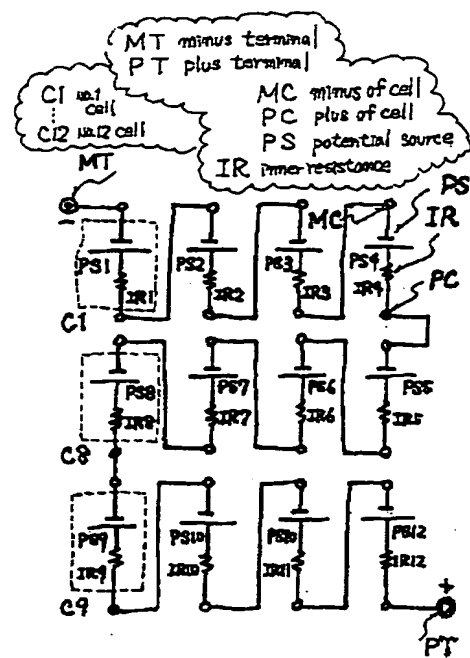 MT minus terminal
PT plus terminal
C1 no.1 cell
C12 no.12 cell
MC minus of cell
PC plus of cell
PS potential source
IR inner resistance
MT
−
MC
PS
IR
PC
PS1
PS2
PS3
PS4
IR1
IR2
IR3
IR4
C1
PS8
PS7
PS6
PS5
IR8
IR7
IR6
IR5
C8
PS9
PS10
PS10
PS12
IR9
IR10
IR11
IR12
C9
+
PT